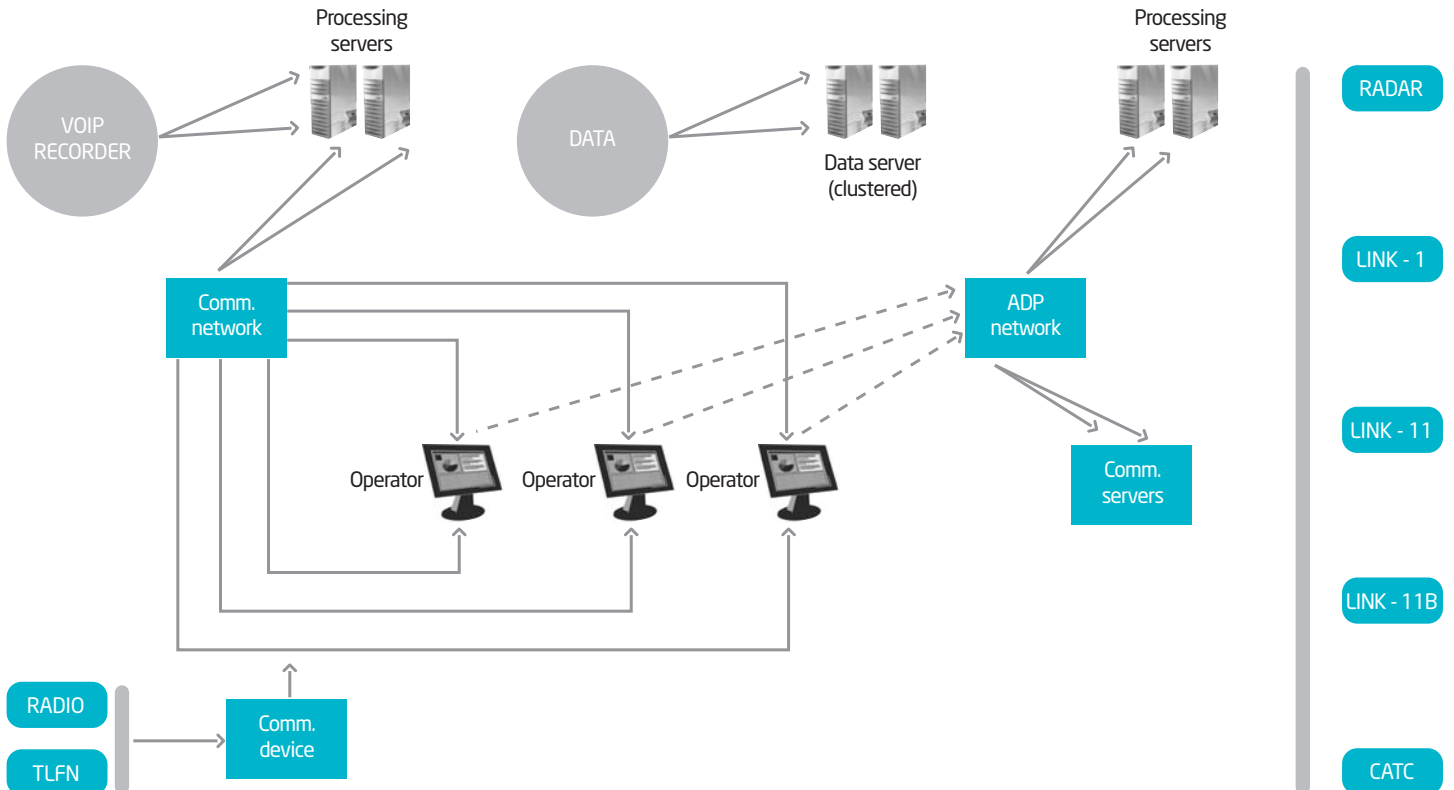 Processing
servers
Processing
servers
VOIP
RECORDER
DATA
RADAR
Data server
(clustered)
LINK - 1
Comm.
network
ADP
network
LINK - 11
Operator
Operator
Operator
Comm.
servers
LINK - 11B
RADIO
Comm.
device
TLFN
CATC